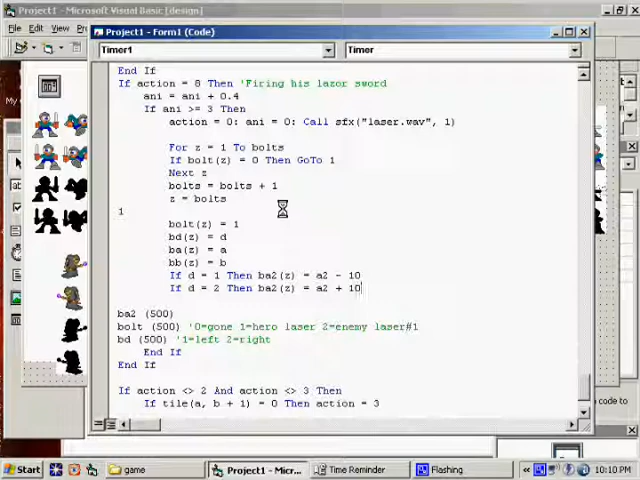 Project1 - Microsoft Visual Basic [design]
File Edit View
Project1 - Form1 (Code)
Timer1
Timer
End If
If action = 8 Then 'Firing his lazor sword
ani = ani + 0.4
If ani >= 3 Then
action = 0: ani = 0: Call sfx("laser.wav", 1)
For z = 1 To bolts
If bolt(z) = 0 Then GoTo 1
Next z
bolts = bolts + 1
z = bolts
1
bolt(z) = 1
bd(z) = d
ba(z) = a
bb(z) = b
If d = 1 Then ba2(z) = a2 - 10
If d = 2 Then ba2(z) = a2 + 10
ba2 (500)
bolt (500) '0=gone 1=hero laser 2=enemy laser#1
bd (500) '1=left 2=right
End If
End If
If action <> 2 And action <> 3 Then
If tile(a, b + 1) = 0 Then action = 3
code to
Start
game
Project1 - Micr...
Time Reminder
Flashing
10:10 PM